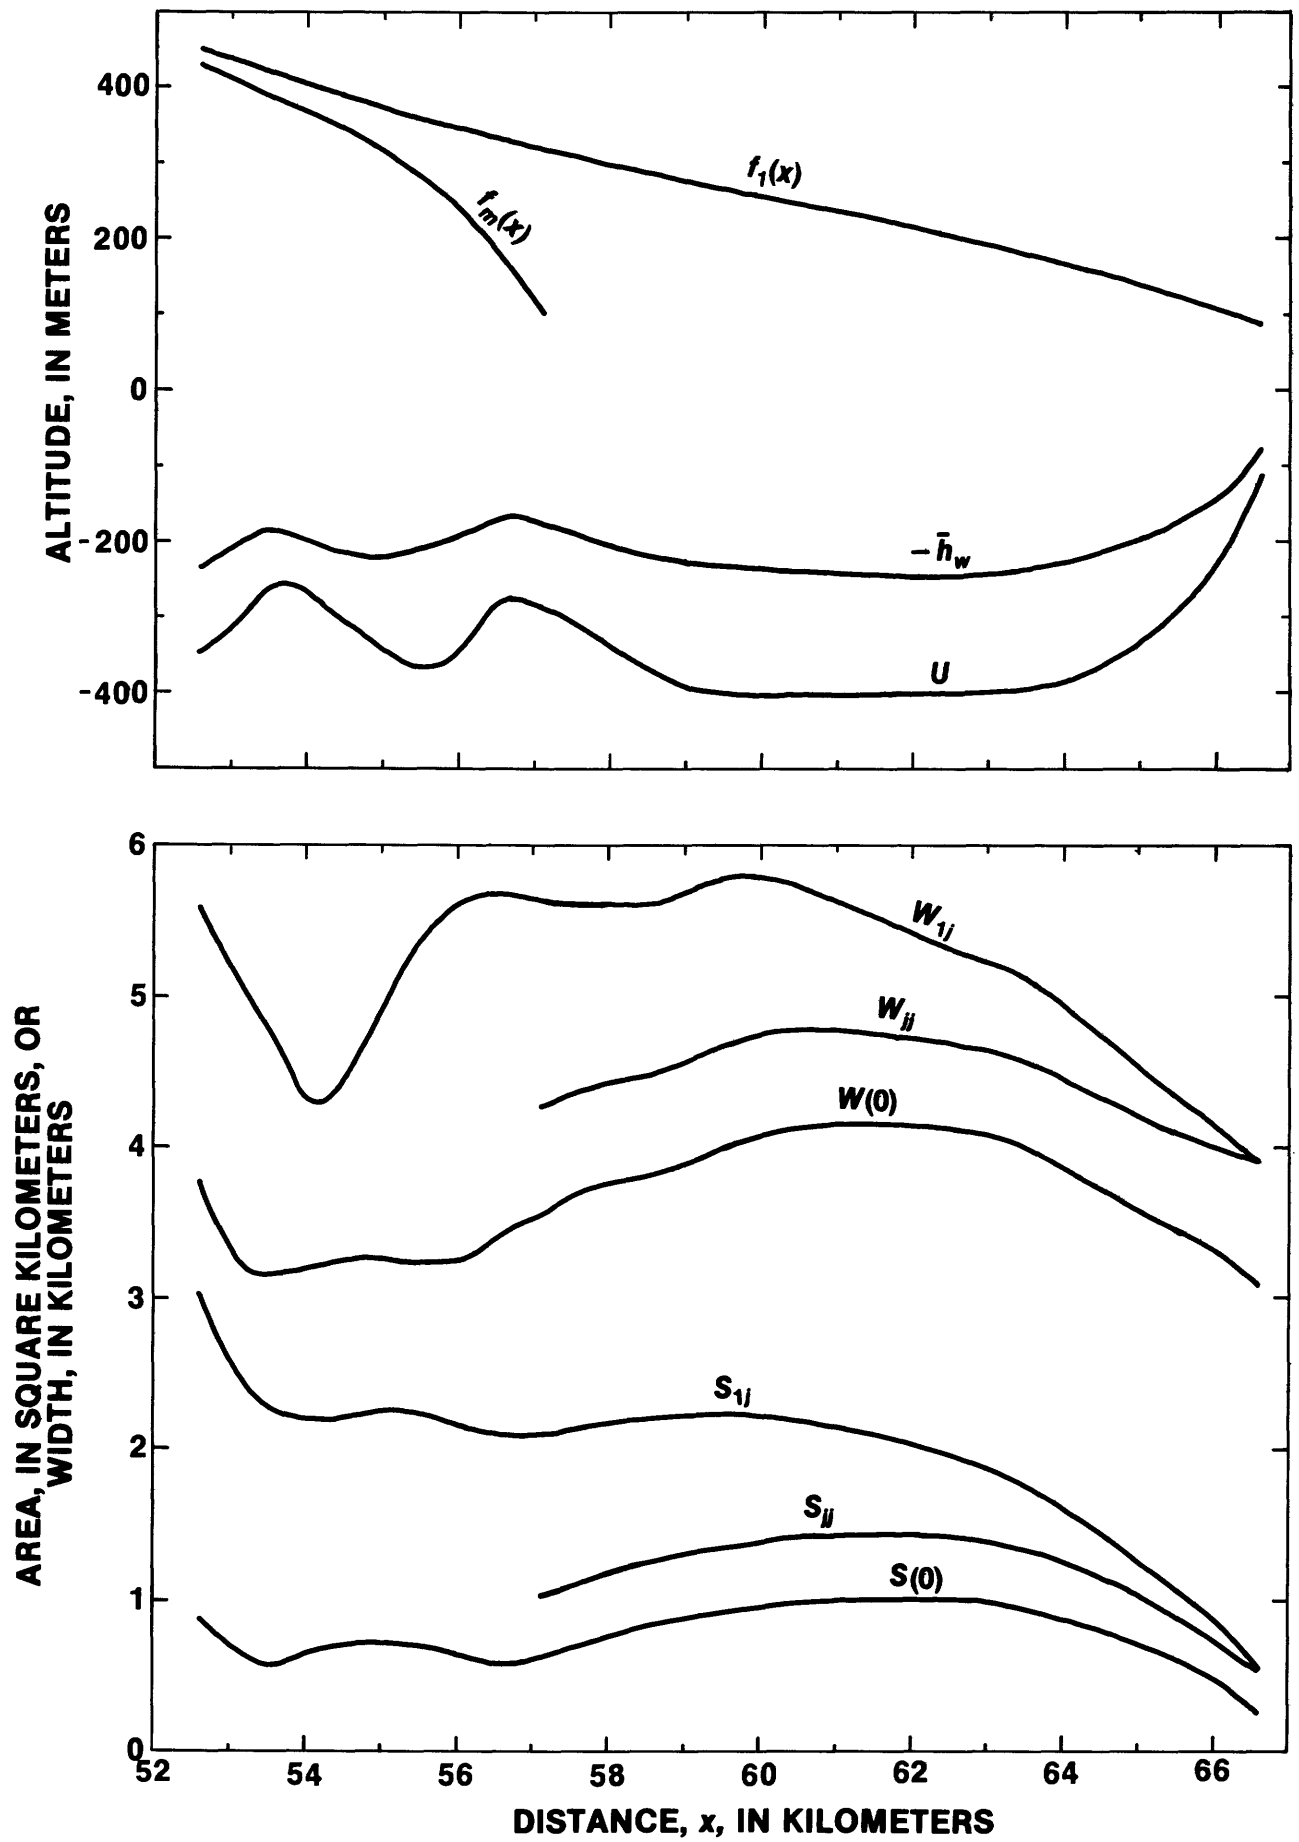 400
200
0
-200
-400
ALTITUDE, IN METERS
f₁(x)
fₘ(x)
– h̄_w
U
6
5
4
3
2
1
0
AREA, IN SQUARE KILOMETERS, OR
WIDTH, IN KILOMETERS
W₁ⱼ
Wⱼⱼ
W(0)
S₁ⱼ
Sⱼⱼ
S(0)
52 54 56 58 60 62 64 66
DISTANCE, x, IN KILOMETERS